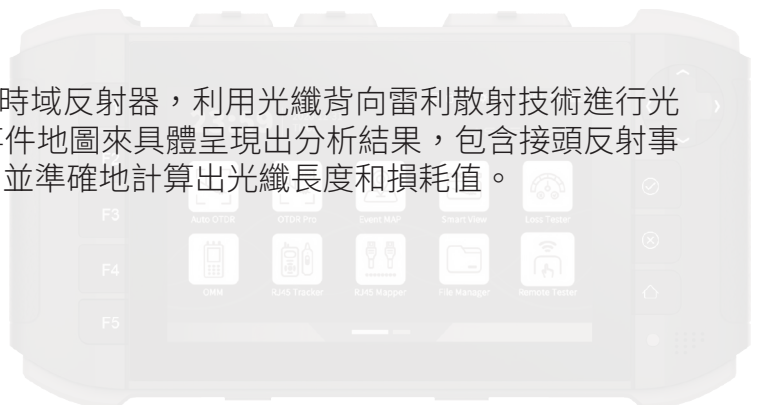 時域反射器，利用光纖背向雷利散射技術進行光
件地圖來具體呈現出分析結果，包含接頭反射事
並準確地計算出光纖長度和損耗值。
F3
Auto OTDR OTDR Pro Event MAP Smart View Loss Tester
F4
OPM RJ45 Tracker RJ45 Mapper File Manager Remote Tester
F5